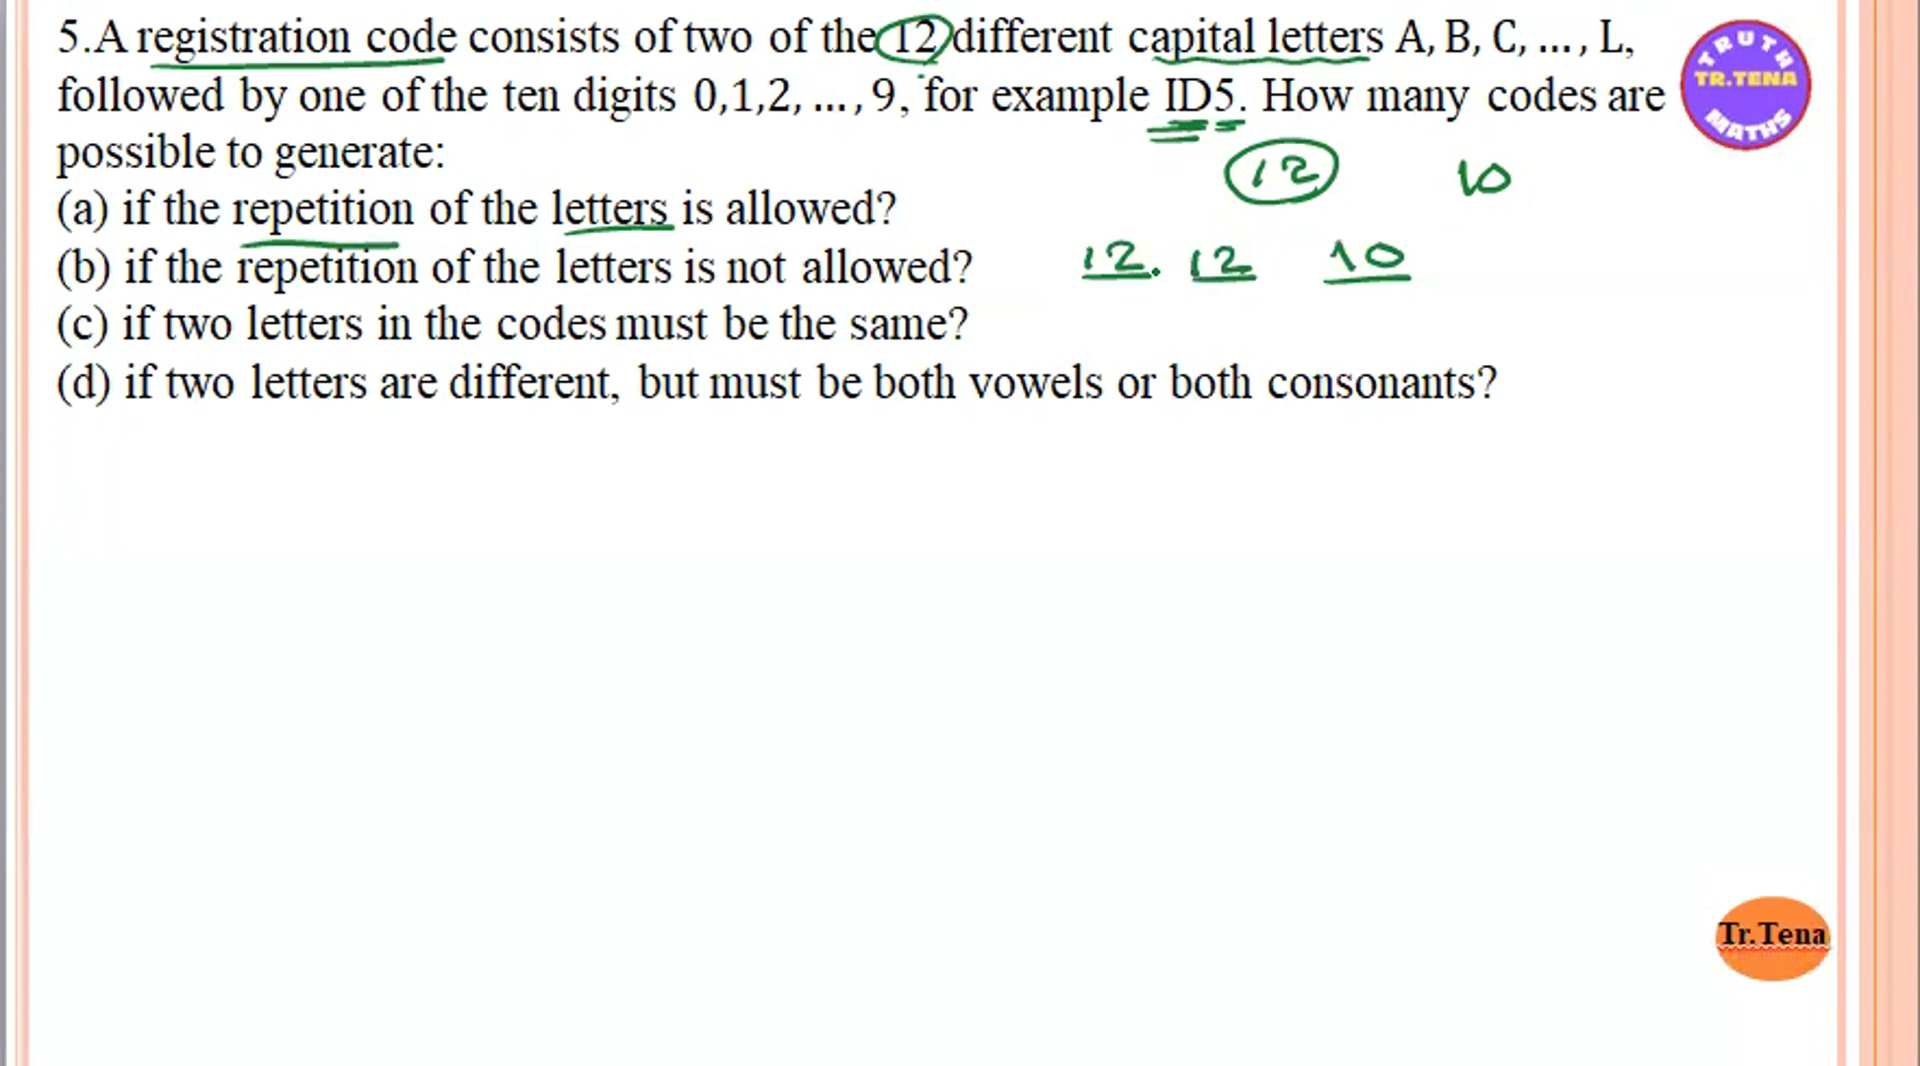 5.A registration code consists of two of the 12 different capital letters A, B, C, ... , L,
followed by one of the ten digits 0,1,2, ... , 9, for example ID5. How many codes are
possible to generate:
12 10
(a) if the repetition of the letters is allowed?
(b) if the repetition of the letters is not allowed? 12. 12 10
(c) if two letters in the codes must be the same?
(d) if two letters are different, but must be both vowels or both consonants?
TRUTH
TR.TENA
MATHS
Tr.Tena